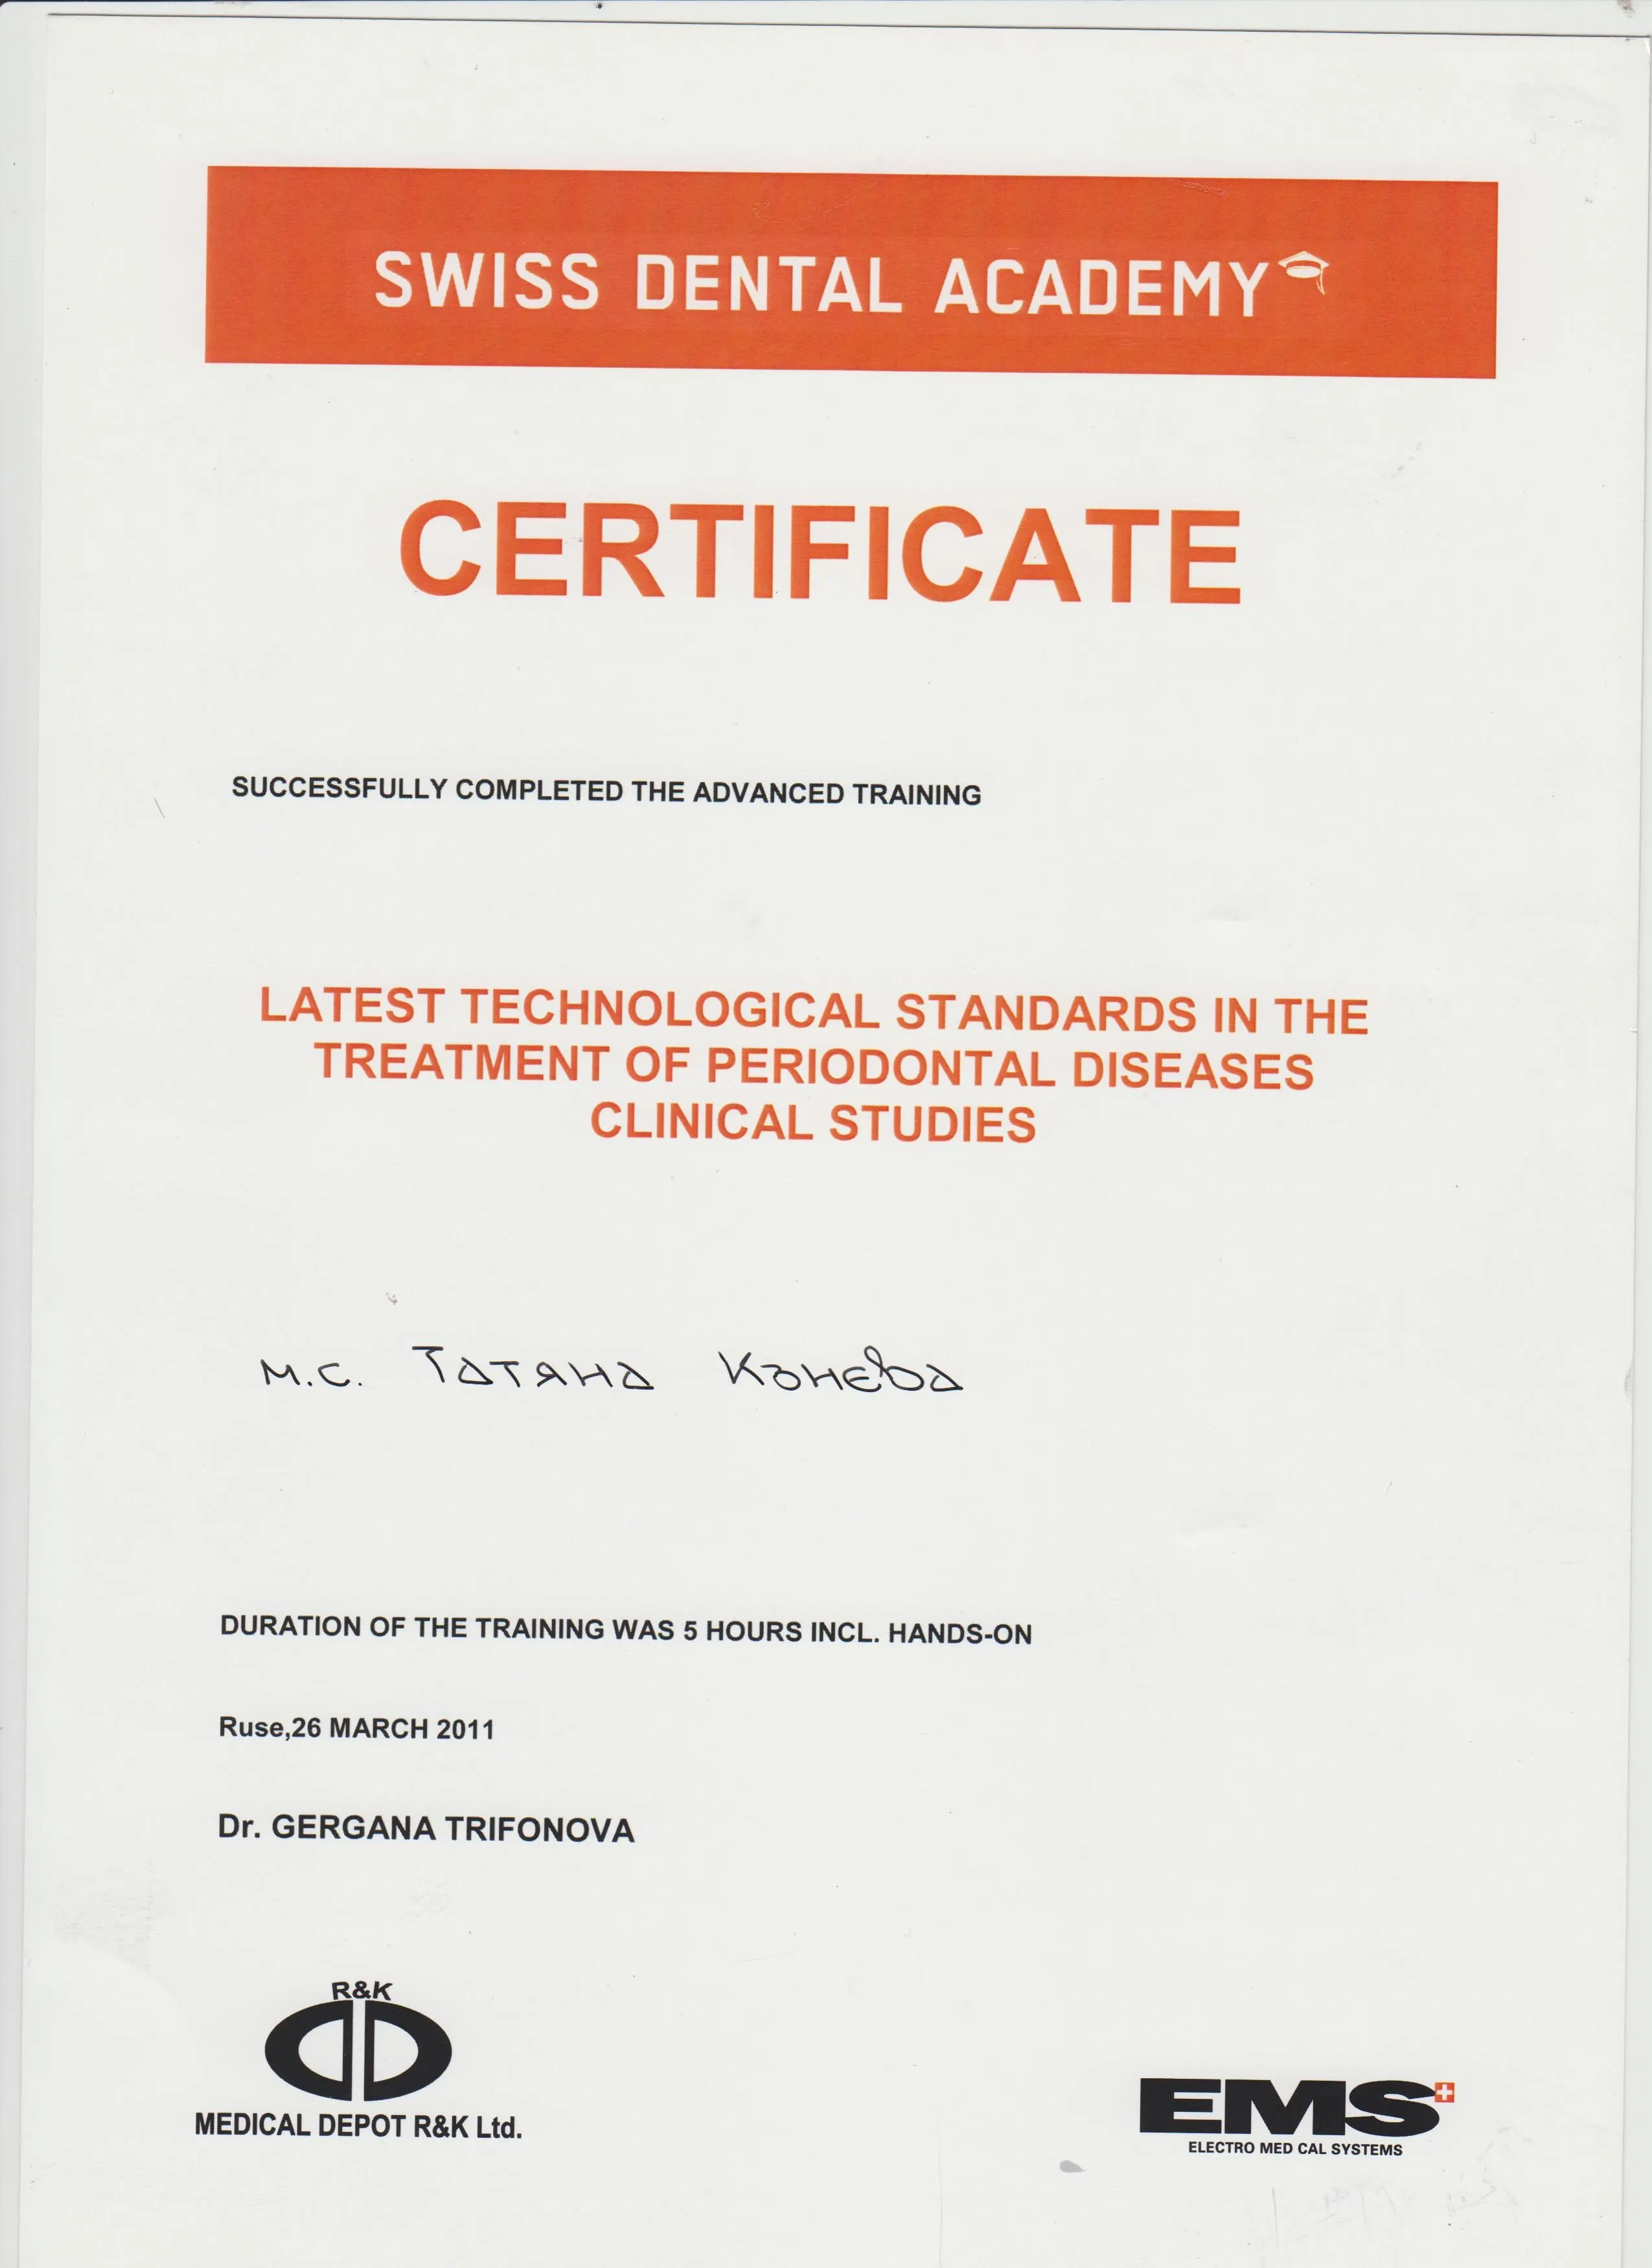 SWISS DENTAL ACADEMY
CERTIFICATE
SUCCESSFULLY COMPLETED THE ADVANCED TRAINING
LATEST TECHNOLOGICAL STANDARDS IN THE
TREATMENT OF PERIODONTAL DISEASES
CLINICAL STUDIES
М.С. ТАТЯНА КОНЕВА
DURATION OF THE TRAINING WAS 5 HOURS INCL. HANDS-ON
Ruse,26 MARCH 2011
Dr. GERGANA TRIFONOVA
R&K
MEDICAL DEPOT R&K Ltd.
EMS
ELECTRO MED CAL SYSTEMS